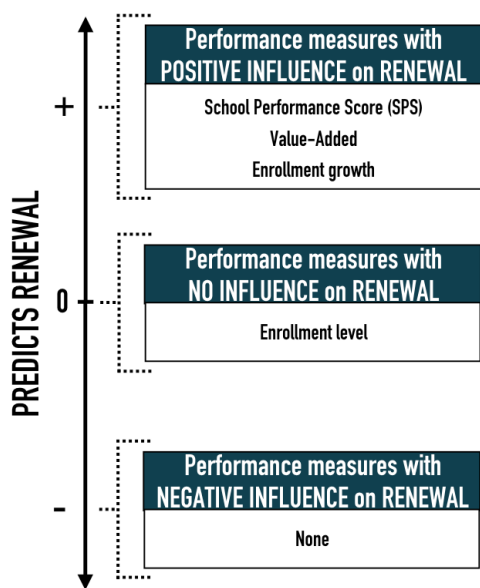 PREDICTS RENEWAL
+
Performance measures with
POSITIVE INFLUENCE on RENEWAL
School Performance Score (SPS)
Value-Added
Enrollment growth
0
Performance measures with
NO INFLUENCE on RENEWAL
Enrollment level
-
Performance measures with
NEGATIVE INFLUENCE on RENEWAL
None